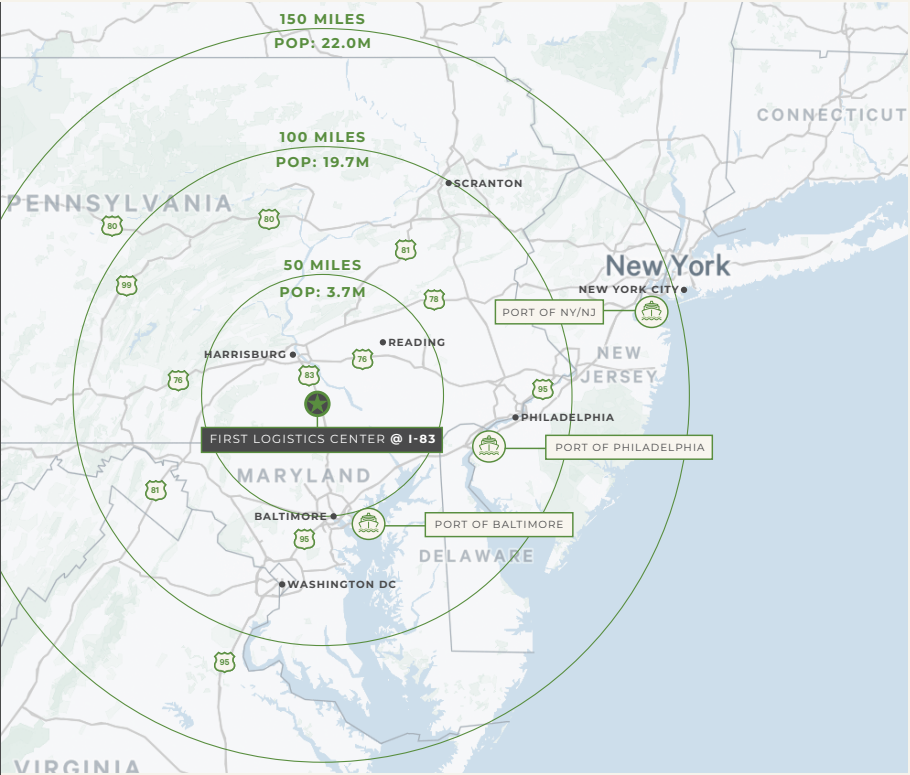 150 MILES
POP: 22.0M
CONNECTICUT
100 MILES
POP: 19.7M
SCRANTON
PENNSYLVANIA
80
80
81
50 MILES
New York
99
POP: 3.7M
NEW YORK CITY
78
PORT OF NY/NJ
READING
HARRISBURG
76
NEW
JERSEY
83
76
95
PHILADELPHIA
FIRST LOGISTICS CENTER @ I-83
PORT OF PHILADELPHIA
MARYLAND
81
BALTIMORE
PORT OF BALTIMORE
95
DELAWARE
WASHINGTON DC
95
VIRGINIA